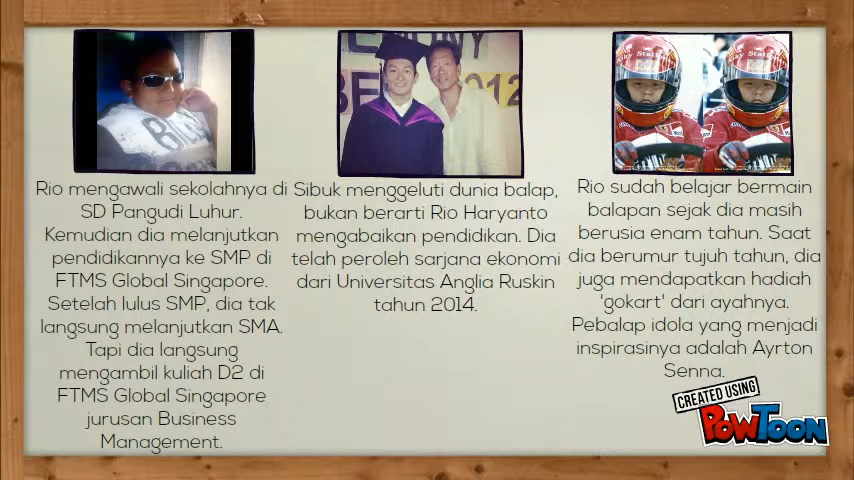 Rio mengawali sekolahnya di
SD Pangudi Luhur.
Kemudian dia melanjutkan
pendidikannya ke SMP di
FTMS Global Singapore.
Setelah lulus SMP, dia tak
langsung melanjutkan SMA.
Tapi dia langsung
mengambil kuliah D2 di
FTMS Global Singapore
jurusan Business
Management.
2012
Sibuk menggeluti dunia balap,
bukan berarti Rio Haryanto
mengabaikan pendidikan. Dia
telah peroleh sarjana ekonomi
dari Universitas Anglia Ruskin
tahun 2014.
Rio sudah belajar bermain
balapan sejak dia masih
berusia enam tahun. Saat
dia berumur tujuh tahun, dia
juga mendapatkan hadiah
'gokart' dari ayahnya.
Pebalap idola yang menjadi
inspirasinya adalah Ayrton
Senna.
CREATED USING
POWTOON